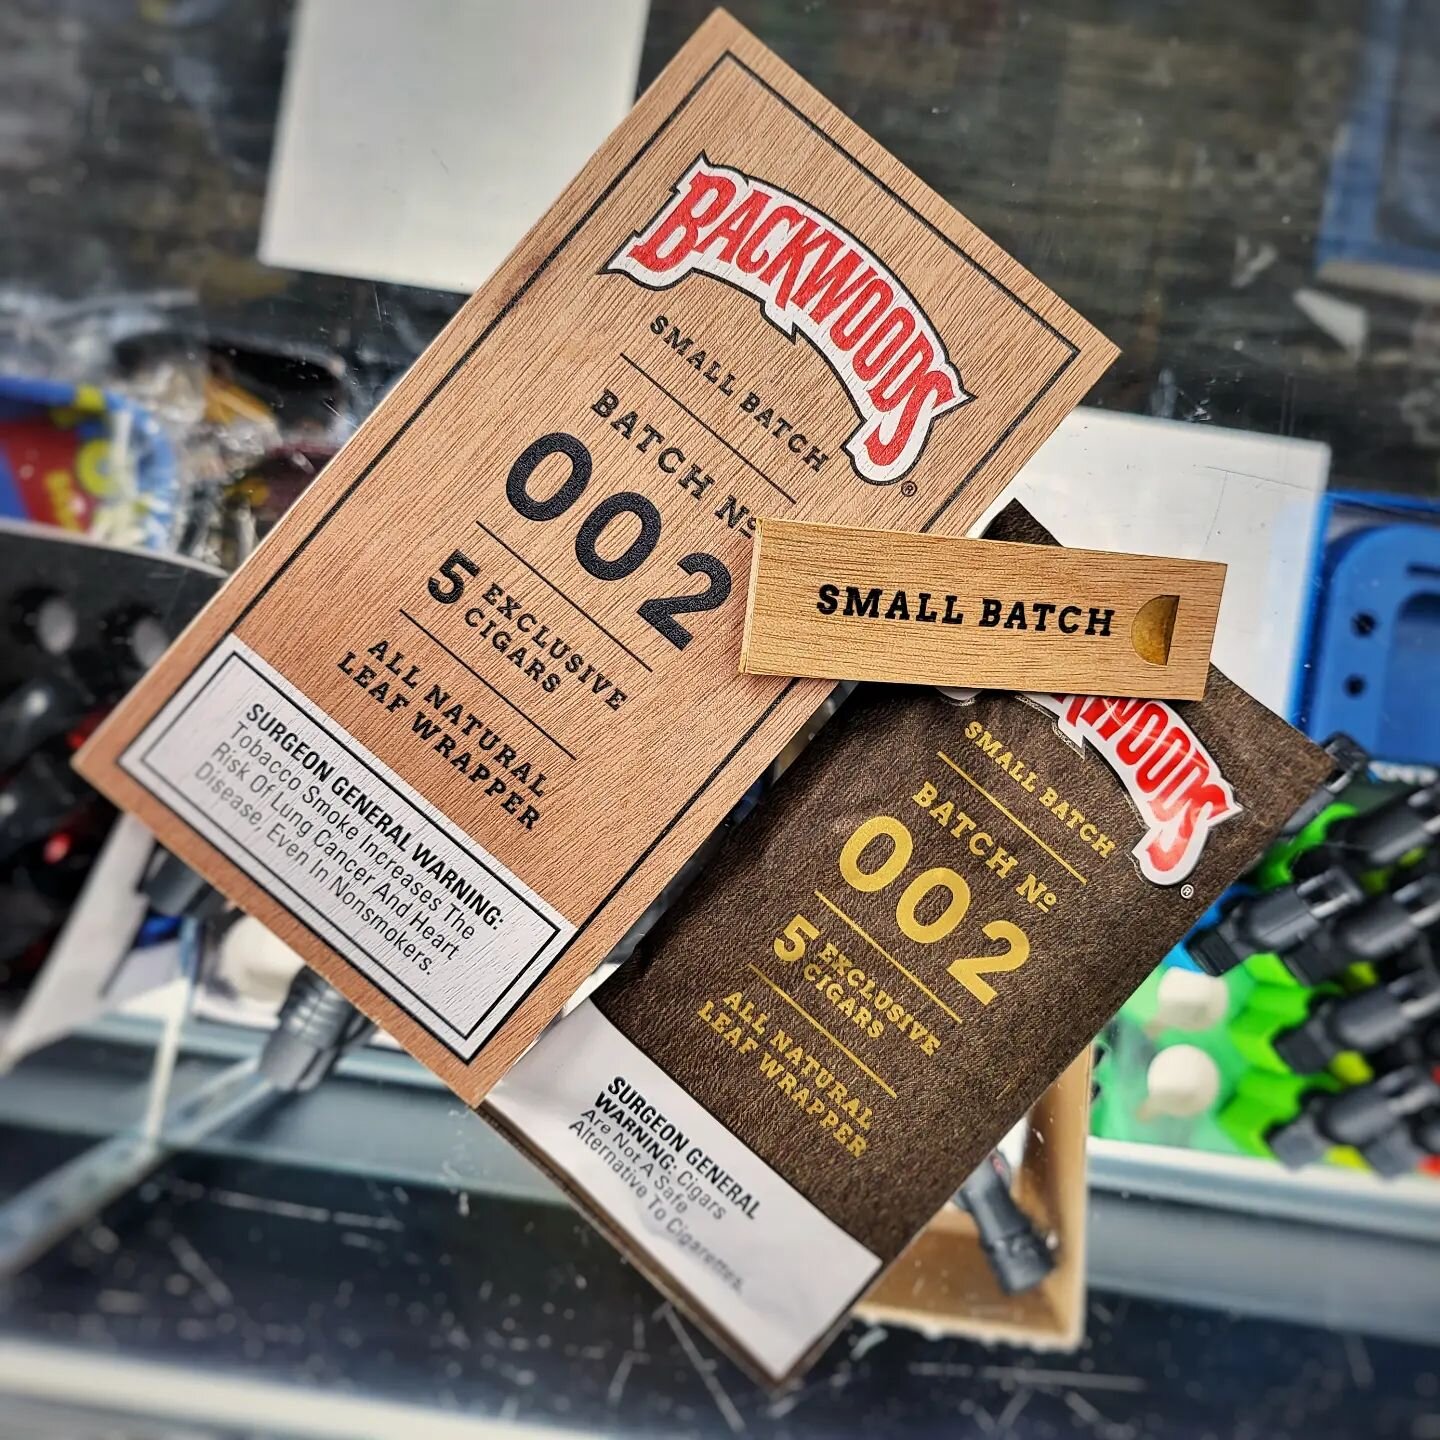 BACKWOODS®
SMALL BATCH
BATCH Nº
002
5 EXCLUSIVE
CIGARS
ALL NATURAL
LEAF WRAPPER
SURGEON GENERAL WARNING:
Tobacco Smoke Increases The
Risk Of Lung Cancer And Heart
Disease, Even In Nonsmokers.
SMALL BATCH
KWOODS®
SMALL BATCH
BATCH Nº
002
5 EXCLUSIVE
CIGARS
ALL NATURAL
LEAF WRAPPER
SURGEON GENERAL
WARNING: Cigars
Are Not A Safe
Alternative To Cigarettes.